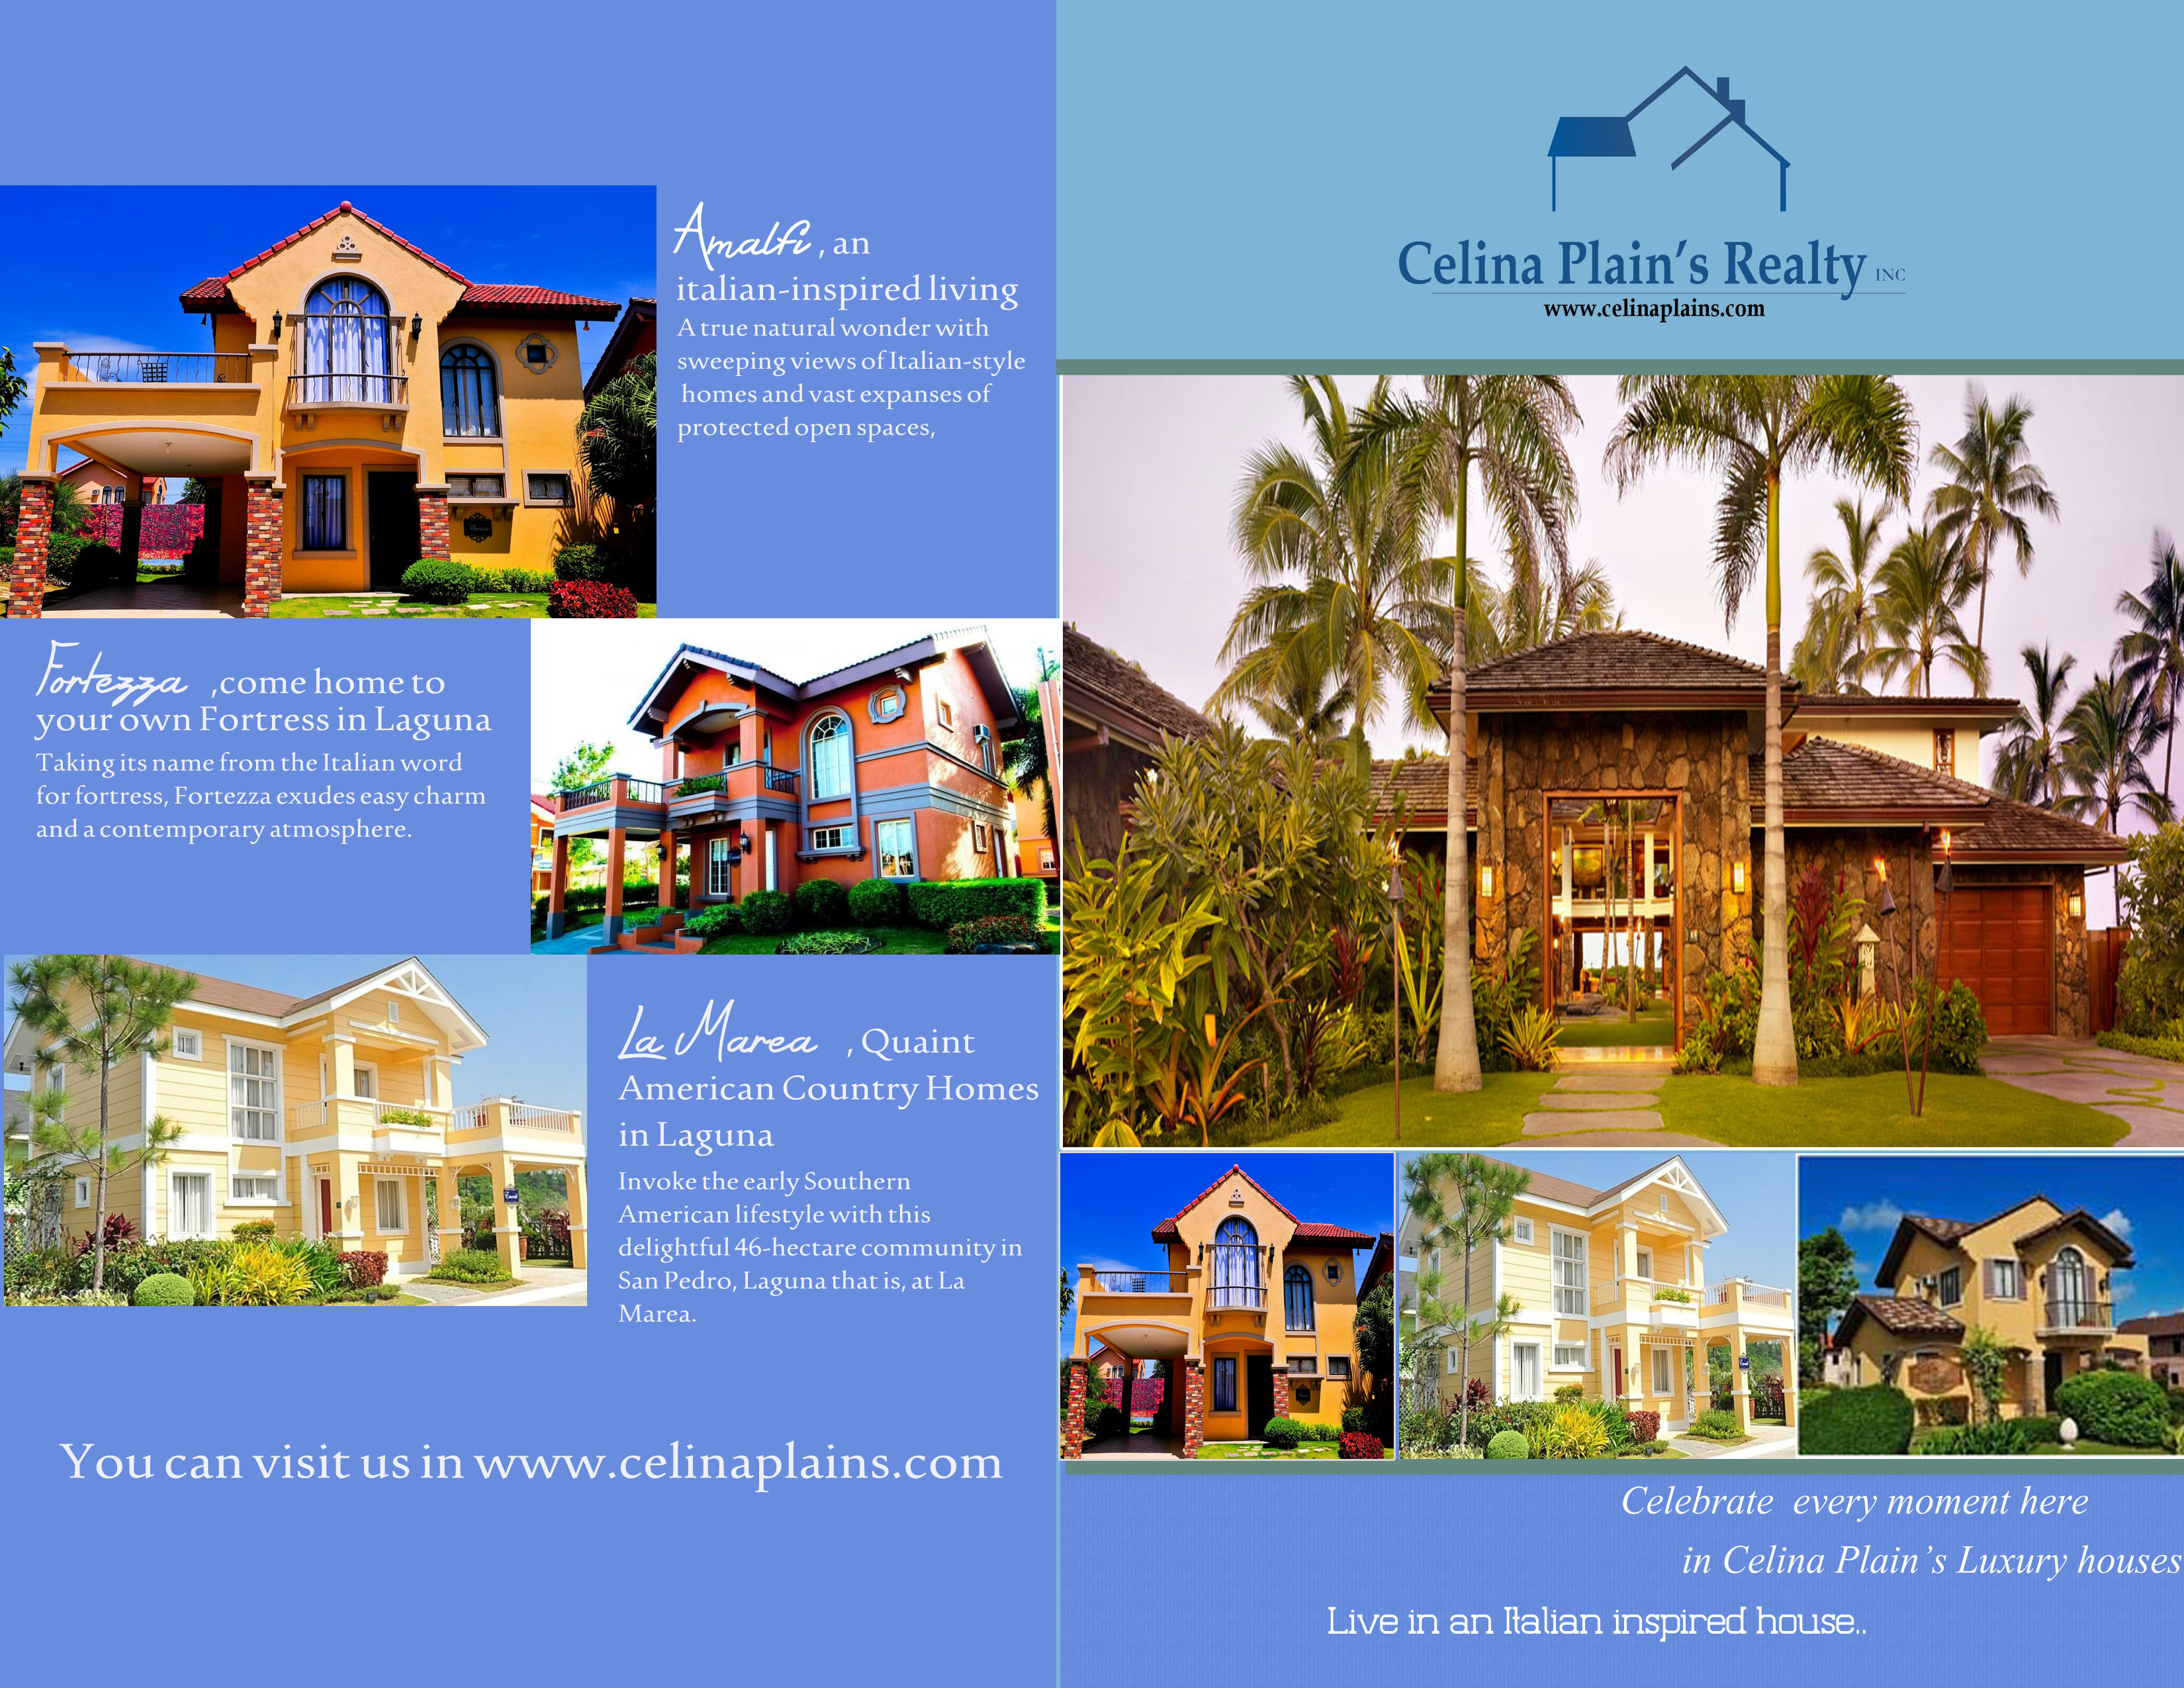 Amalfi , an
italian-inspired living
A true natural wonder with
sweeping views of Italian-style
homes and vast expanses of
protected open spaces,
Fortezza ,come home to
your own Fortress in Laguna
Taking its name from the Italian word
for fortress, Fortezza exudes easy charm
and a contemporary atmosphere.
La Marea , Quaint
American Country Homes
in Laguna
Invoke the early Southern
American lifestyle with this
delightful 46-hectare community in
San Pedro, Laguna that is, at La
Marea.
You can visit us in www.celinaplains.com
Celina Plain's Realty INC
www.celinaplains.com
Celebrate every moment here
in Celina Plain's Luxury houses
Live in an Italian inspired house..